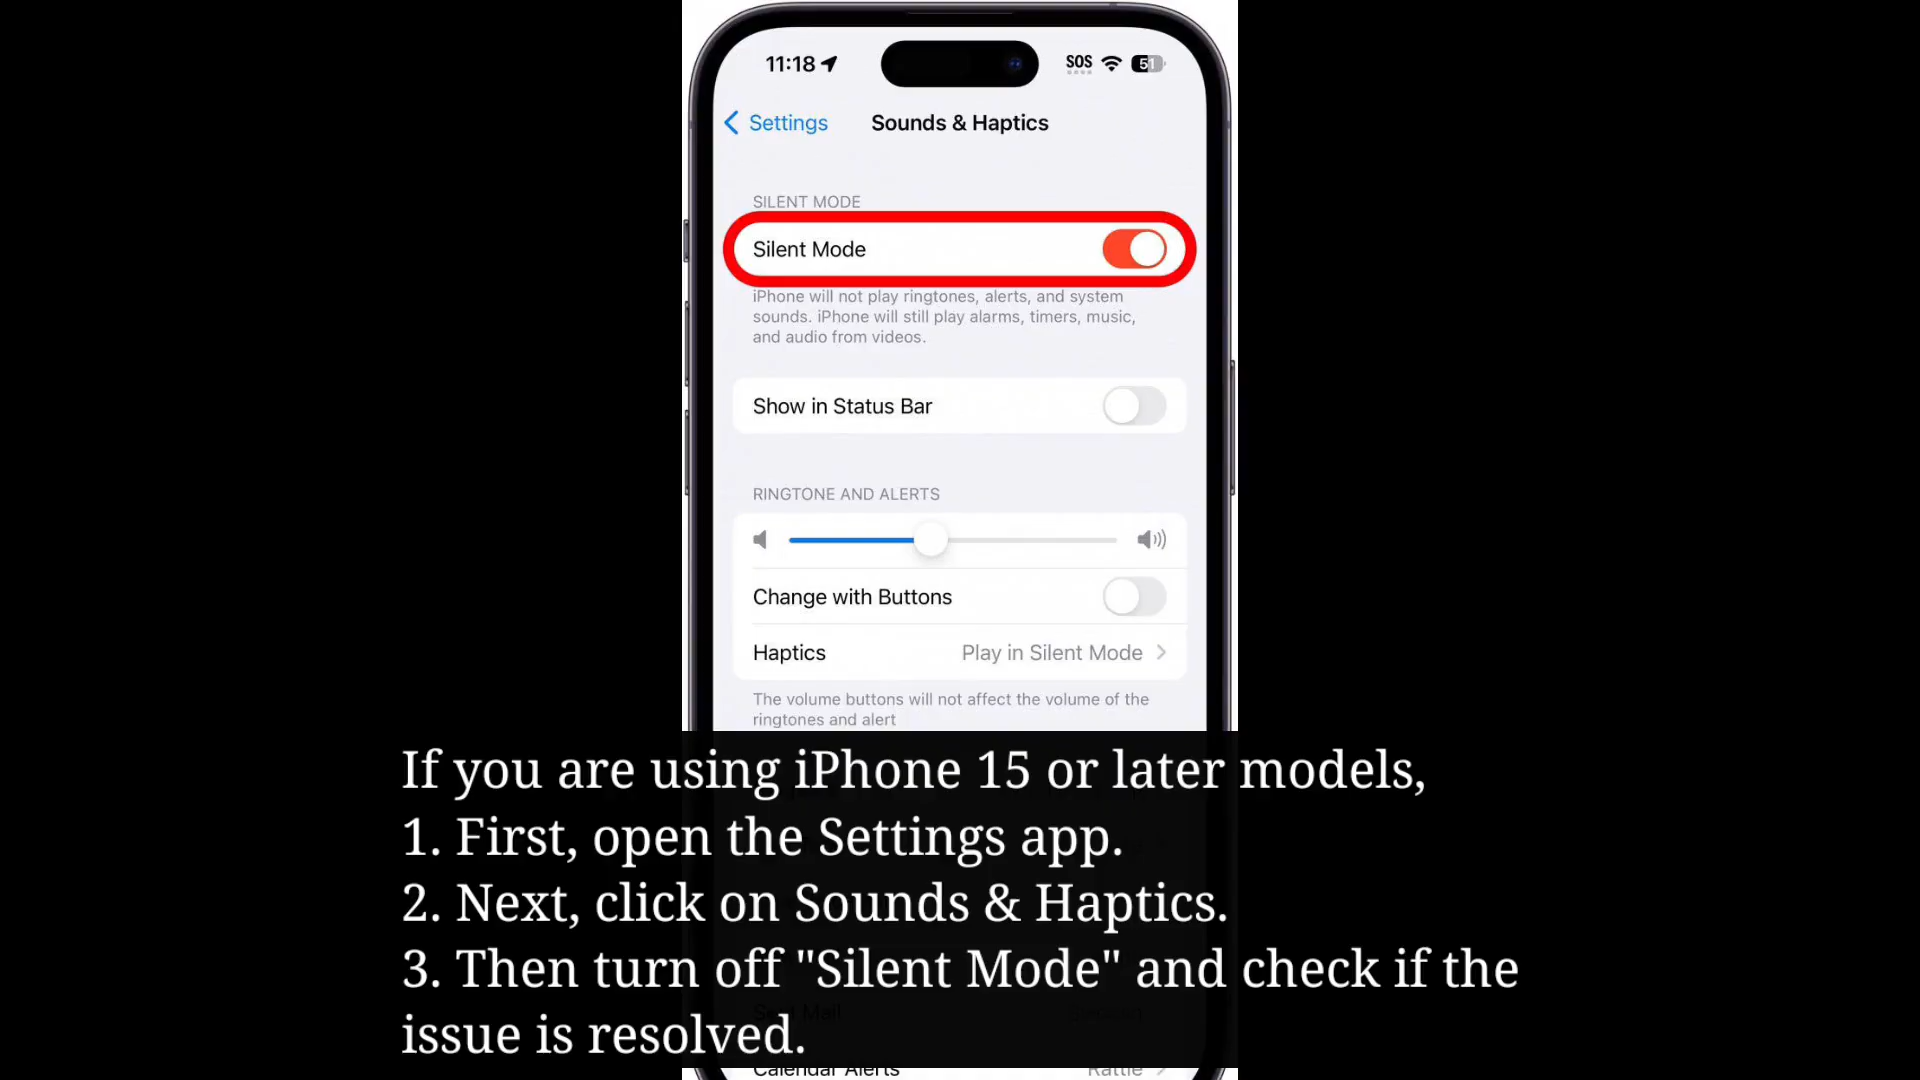 11:18 SOS 51
Settings Sounds & Haptics
SILENT MODE
Silent Mode
iPhone will not play ringtones, alerts, and system
sounds. iPhone will still play alarms, timers, music,
and audio from videos.
Show in Status Bar
RINGTONE AND ALERTS
Change with Buttons
Haptics Play in Silent Mode
The volume buttons will not affect the volume of the
ringtones and alert
If you are using iPhone 15 or later models,
1. First, open the Settings app.
2. Next, click on Sounds & Haptics.
3. Then turn off "Silent Mode" and check if the
issue is resolved.
Calendar Alerts Rattle